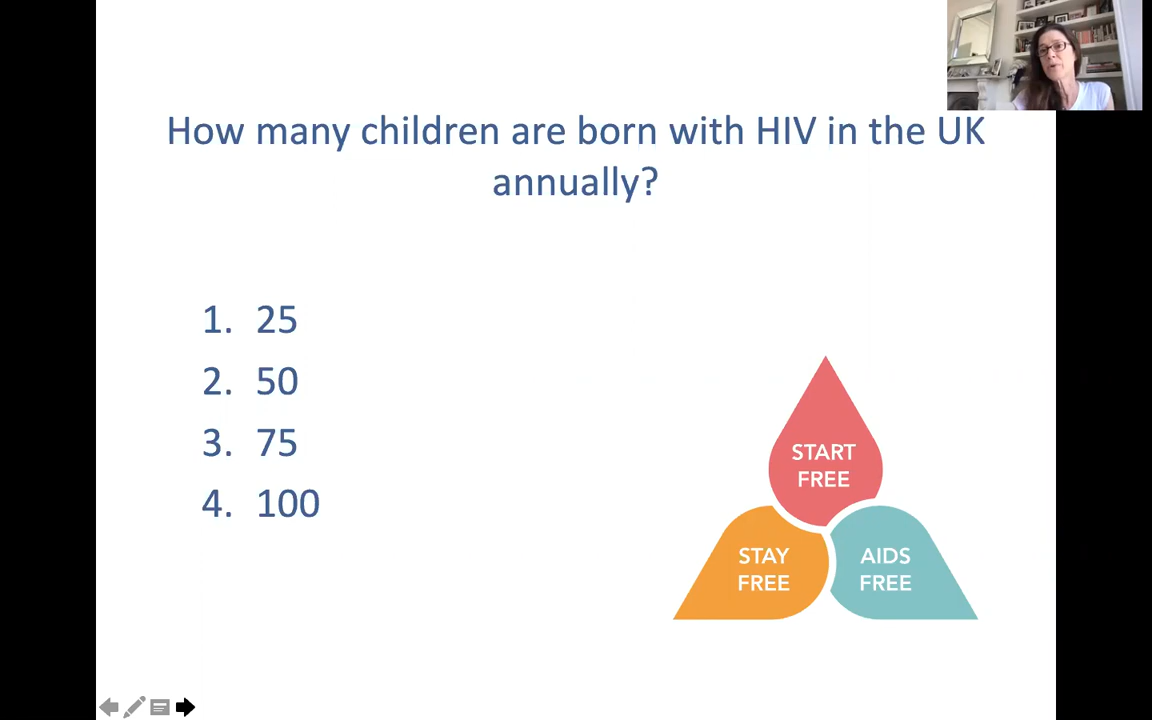 How many children are born with HIV in the UK
annually?
1. 25
2. 50
3. 75
4. 100
START
FREE
STAY
FREE
AIDS
FREE